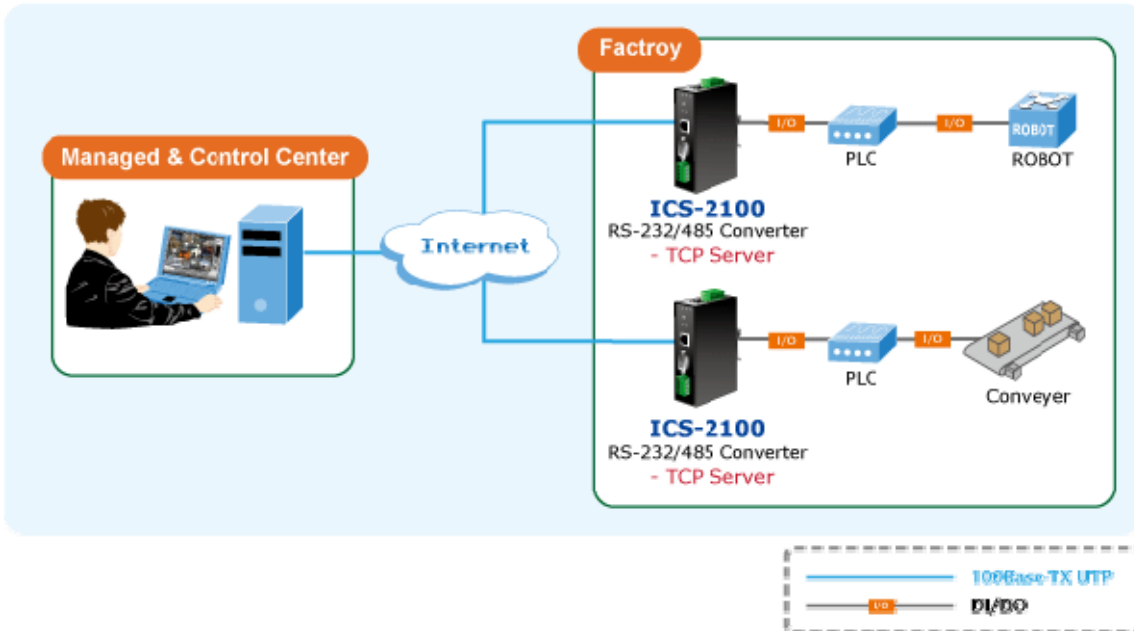 Factroy
Managed & Control Center
I/O
I/O
ROBOT
PLC
ROBOT
ICS-2100
RS-232/485 Converter
- TCP Server
Internet
I/O
I/O
PLC
Conveyer
ICS-2100
RS-232/485 Converter
- TCP Server
100Base-TX UTP
I/O
DI/DO